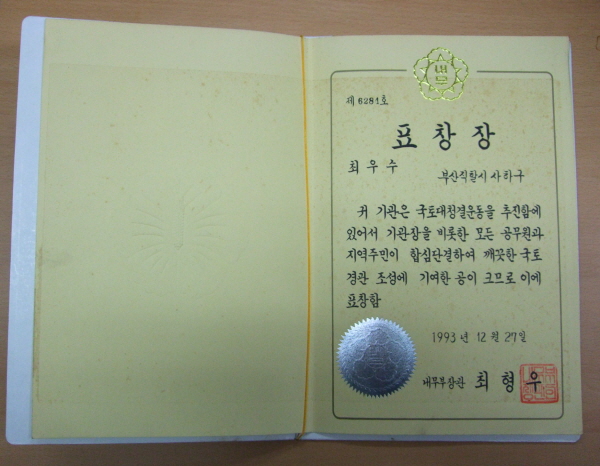 제 6281호
표 창 장
최 우 수
부산직할시 사하구
귀 기관은 국토대청결운동을 추진함에
있어서 기관장을 비롯한 모든 공무원과
지역주민이 합심단결하여 깨끗한 국토
경관 조성에 기여한 공이 크므로 이에
표창함
1993 년 12 월 27 일
내무부장관 최 형 우